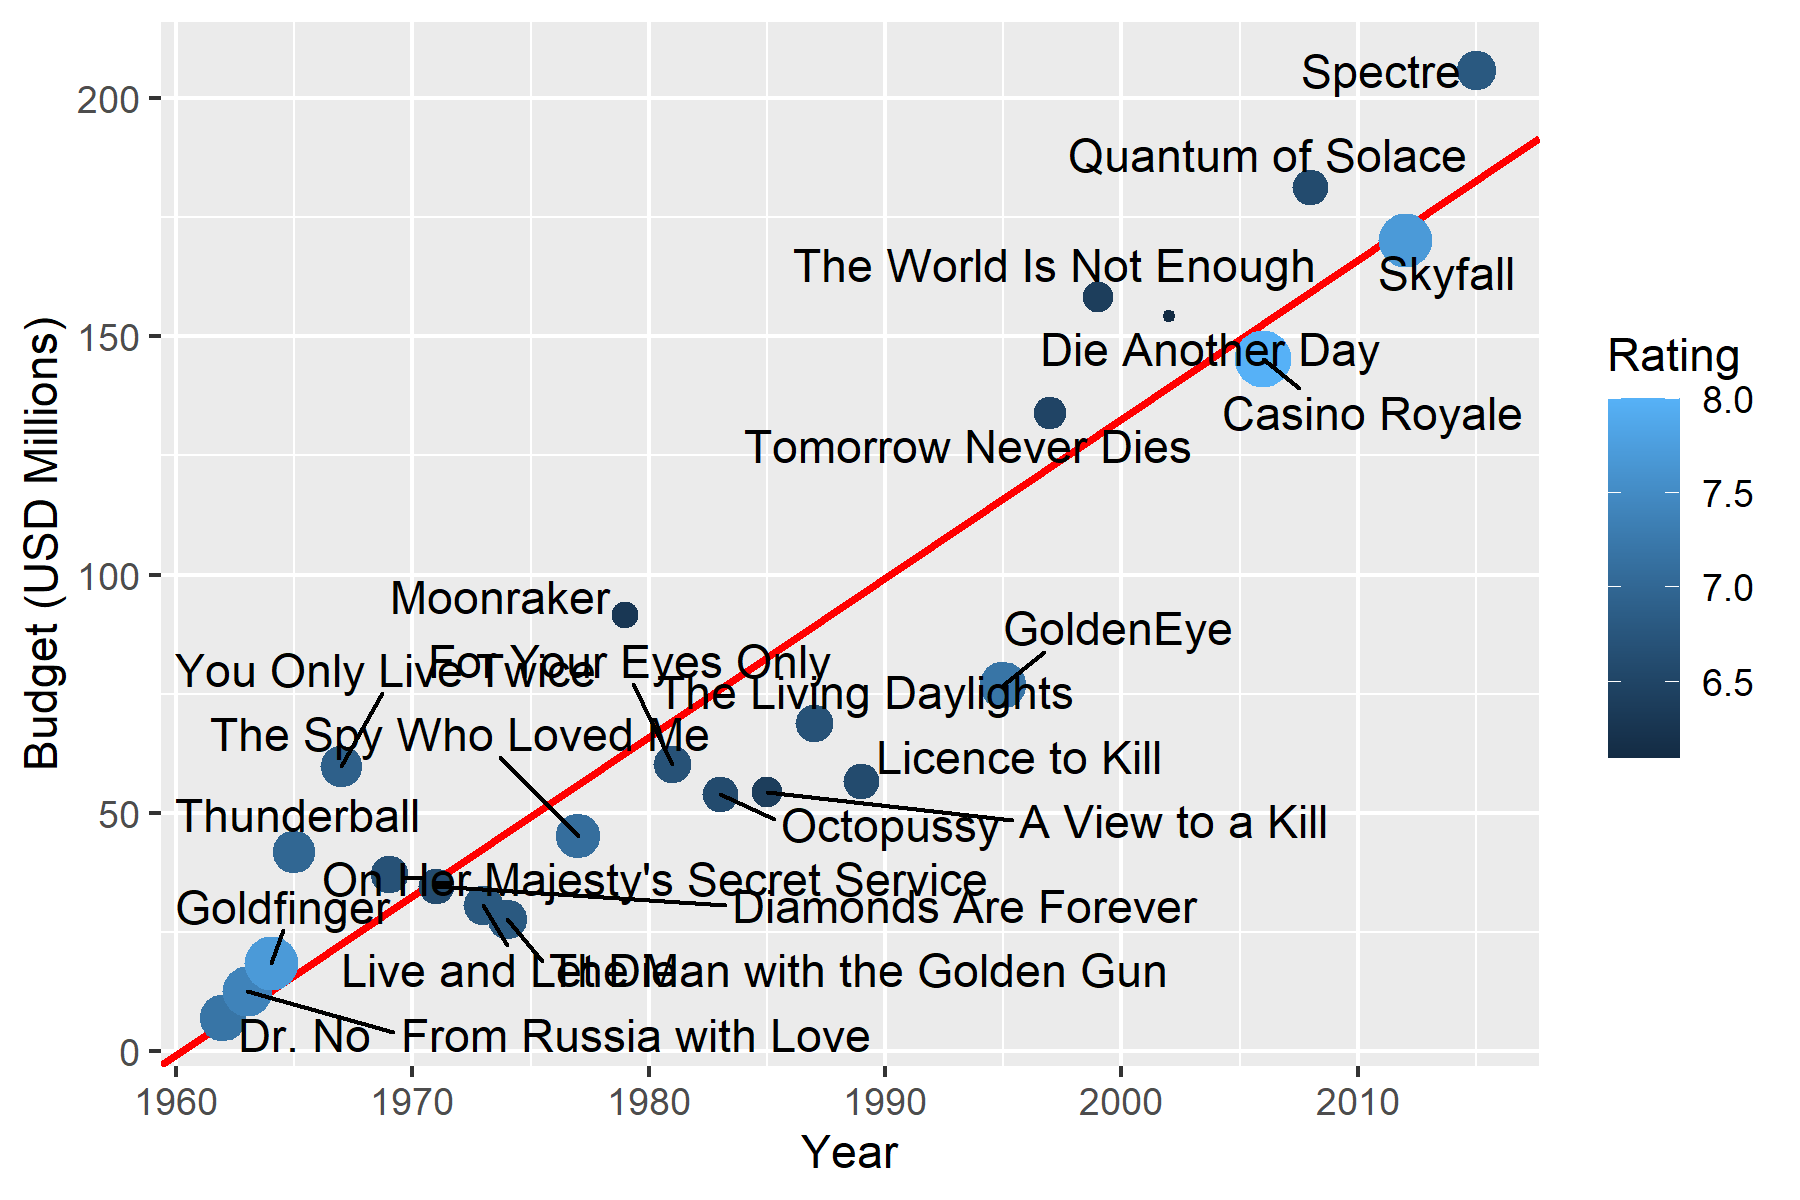 Spectre
200
Quantum of Solace
The World Is Not Enough
Skyfall
150
Die Another Day
Casino Royale
Tomorrow Never Dies
Budget (USD Millions)
100
Moonraker
GoldenEye
For Your Eyes Only
You Only Live Twice
The Living Daylights
The Spy Who Loved Me
Licence to Kill
50
Thunderball
A View to a Kill
Octopussy
On Her Majesty's Secret Service
Goldfinger
Diamonds Are Forever
Live and Let Die
The Man with the Golden Gun
Dr. No
From Russia with Love
0
1960
1970
1980
1990
2000
2010
Year
Rating
8.0
7.5
7.0
6.5